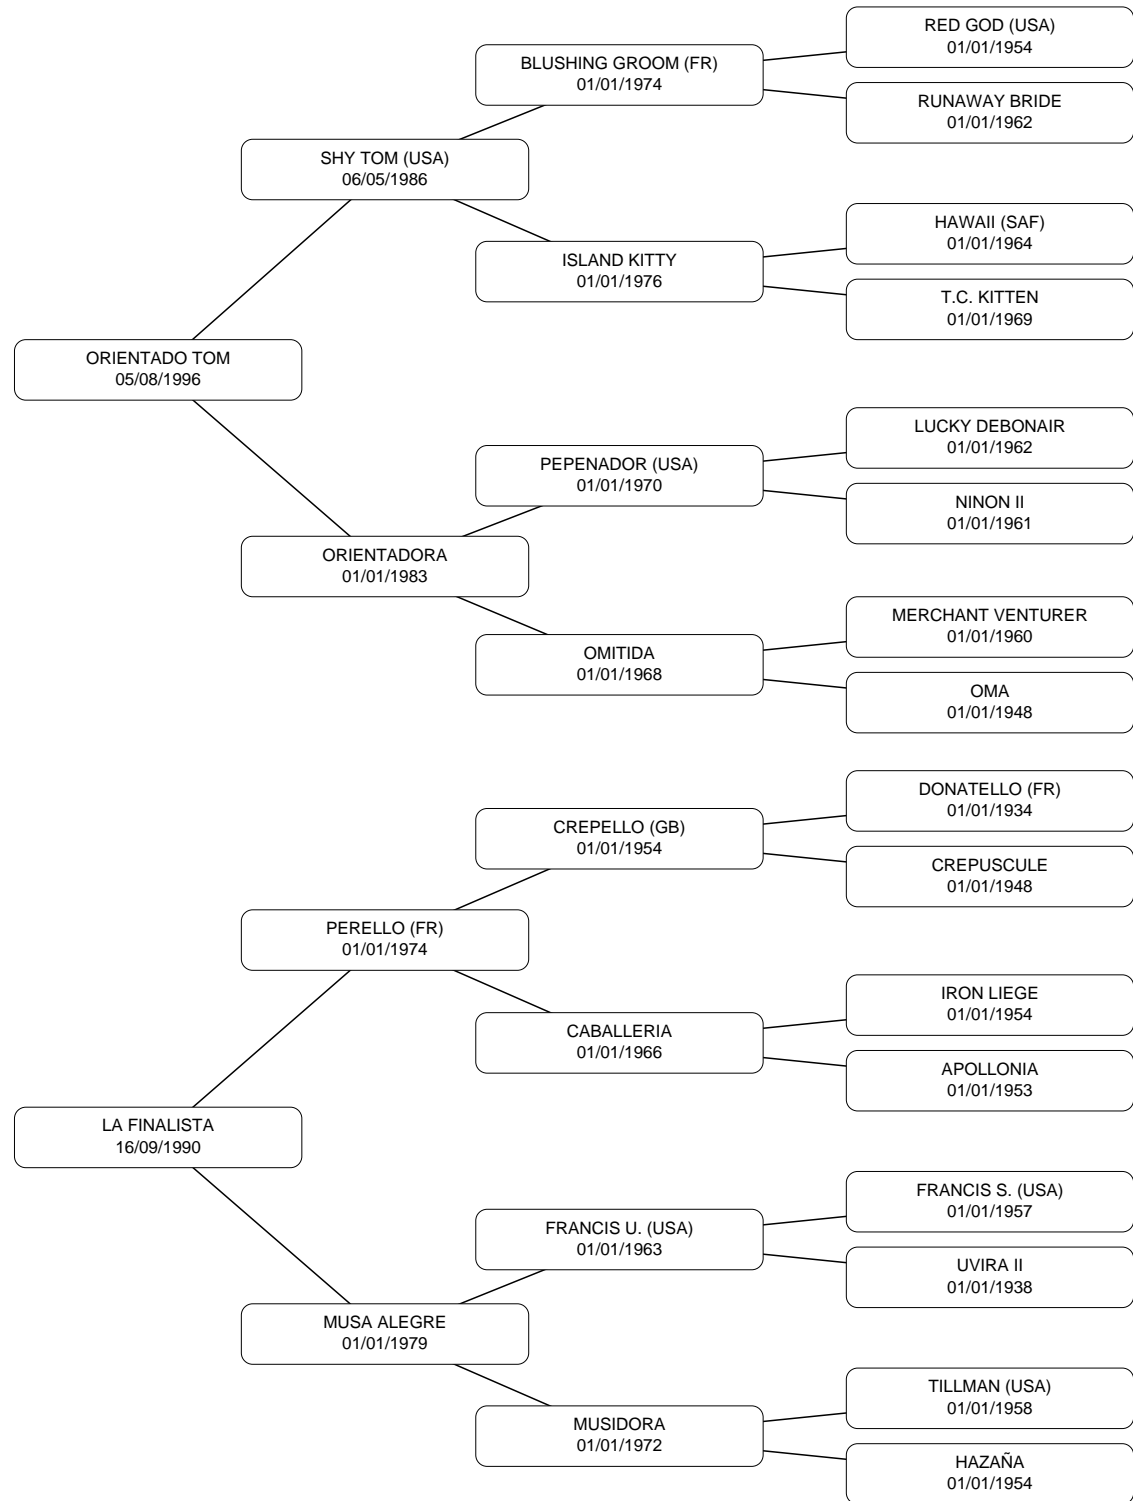 RED GOD (USA)
01/01/1954
BLUSHING GROOM (FR)
01/01/1974
RUNAWAY BRIDE
01/01/1962
SHY TOM (USA)
06/05/1986
HAWAII (SAF)
01/01/1964
ISLAND KITTY
01/01/1976
T.C. KITTEN
01/01/1969
ORIENTADO TOM
05/08/1996
LUCKY DEBONAIR
01/01/1962
PEPENADOR (USA)
01/01/1970
NINON II
01/01/1961
ORIENTADORA
01/01/1983
MERCHANT VENTURER
01/01/1960
OMITIDA
01/01/1968
OMA
01/01/1948
DONATELLO (FR)
01/01/1934
CREPELLO (GB)
01/01/1954
CREPUSCULE
01/01/1948
PERELLO (FR)
01/01/1974
IRON LIEGE
01/01/1954
CABALLERIA
01/01/1966
APOLLONIA
01/01/1953
LA FINALISTA
16/09/1990
FRANCIS S. (USA)
01/01/1957
FRANCIS U. (USA)
01/01/1963
UVIRA II
01/01/1938
MUSA ALEGRE
01/01/1979
TILLMAN (USA)
01/01/1958
MUSIDORA
01/01/1972
HAZAÑA
01/01/1954